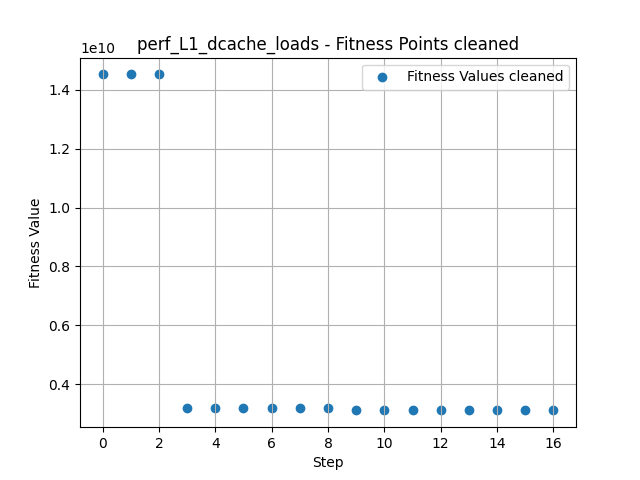 perf_L1_dcache_loads - Fitness Points cleaned
1e10
Fitness Values cleaned
1.4
1.2
1.0
0.8
0.6
0.4
Fitness Value
0 2 4 6 8 10 12 14 16
Step